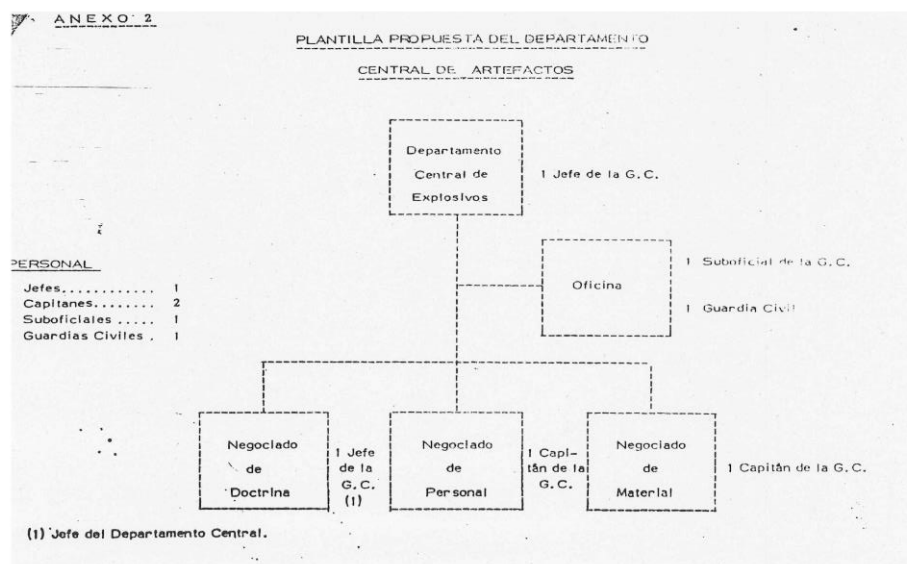 ANEXO 2
PLANTILLA PROPUESTA DEL DEPARTAMENTO
CENTRAL DE ARTEFACTOS
Departamento
Central de
Explosivos
1 Jefe de la G.C.
PERSONAL
Jefes............ 1
Capitanes........ 2
Suboficiales ..... 1
Guardias Civiles . 1
Oficina
1 Suboficial de la G.C.
1 Guardia Civil
Negociado
de
Doctrina
1 Jefe
de la
G.C.
(1)
Negociado
de
Personal
1 Capi-
tán de la
G.C.
Negociado
de
Material
1 Capitán de la G.C.
(1) Jefe del Departamento Central.